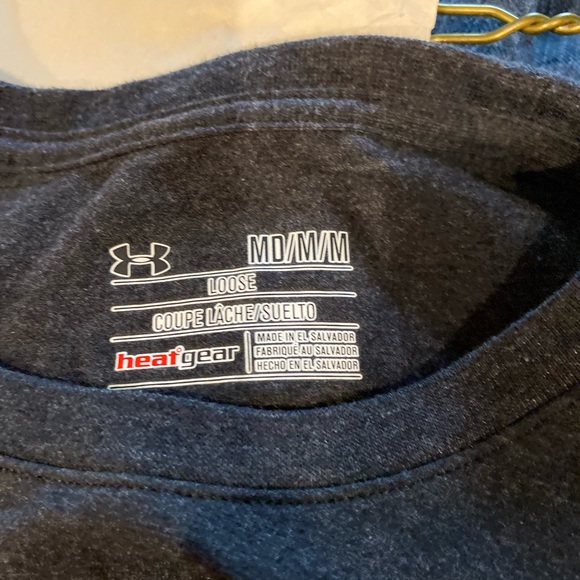 MD/M/M
LOOSE
COUPE LÂCHE/SUELTO
heatgear
MADE IN EL SALVADOR
FABRIQUÉ AU SALVADOR
HECHO EN EL SALVADOR